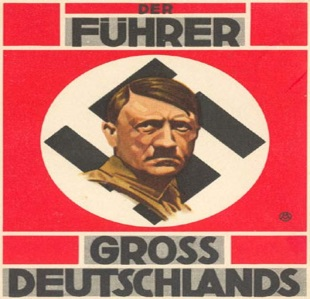 DER
FÜHRER
GROSS
DEUTSCHLANDS